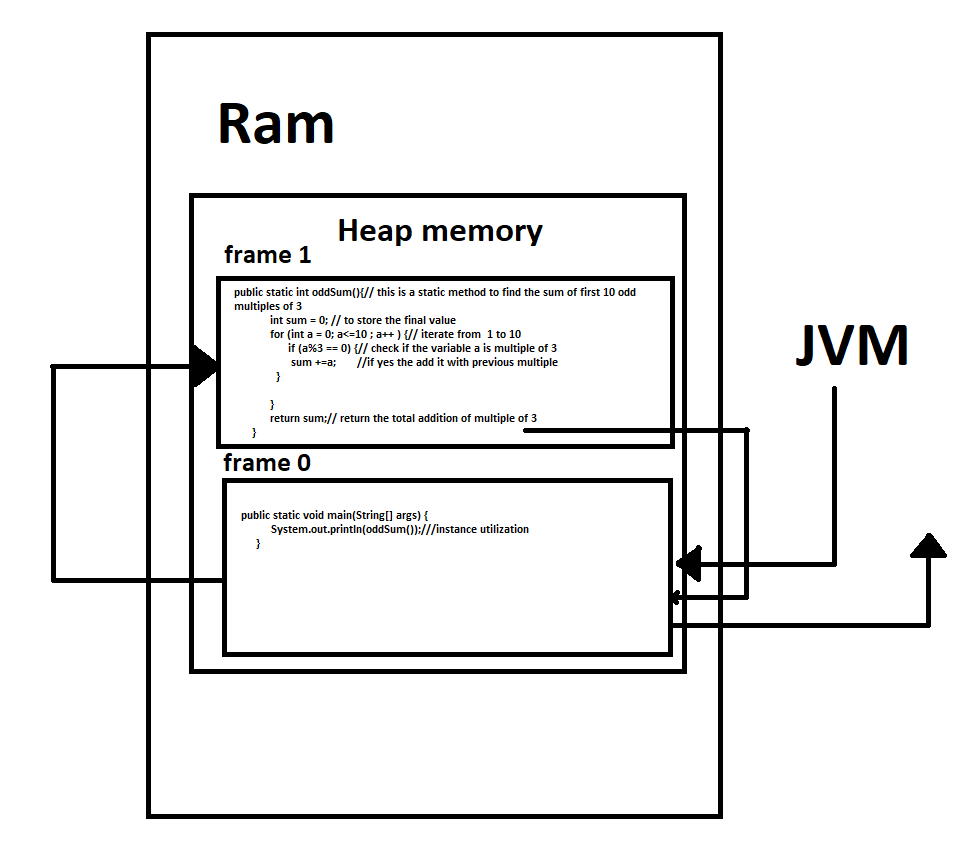 Ram
Heap memory
frame 1
public static int oddSum(){// this is a static method to find the sum of first 10 odd
multiples of 3
int sum = 0; // to store the final value
for (int a = 0; a<=10 ; a++ ) {// iterate from  1 to 10
if (a%3 == 0) {// check if the variable a is multiple of 3
sum +=a;      //if yes the add it with previous multiple
}
}
return sum;// return the total addition of multiple of 3
}
JVM
frame 0
public static void main(String[] args) {
System.out.println(oddSum());///instance utilization
}